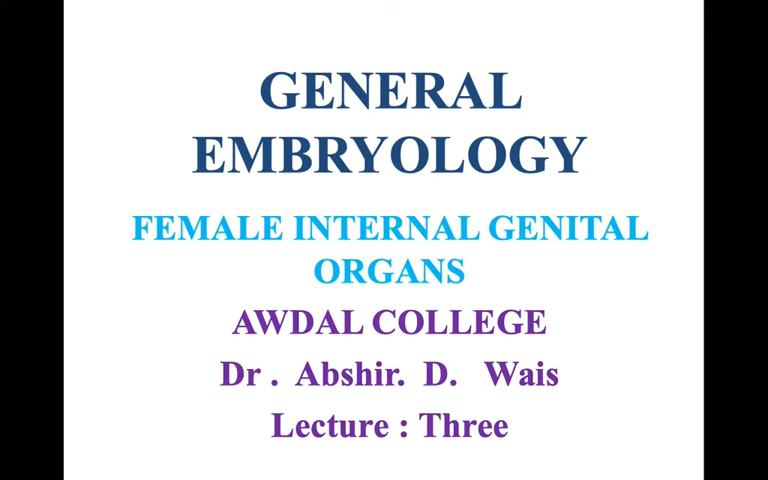 GENERAL
EMBRYOLOGY
FEMALE INTERNAL GENITAL
ORGANS
AWDAL COLLEGE
Dr . Abshir. D. Wais
Lecture : Three